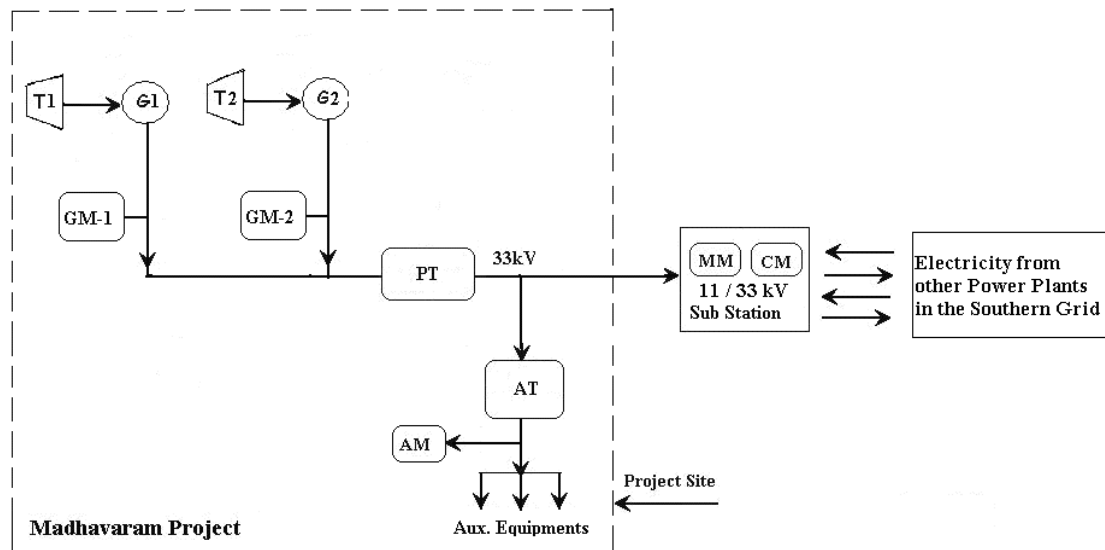 T1
G1
T2
G2
GM-1
GM-2
PT
33kV
MM
CM
11 / 33 kV
Sub Station
Electricity from
other Power Plants
in the Southern Grid
AT
AM
Project Site
Aux. Equipments
Madhavaram Project